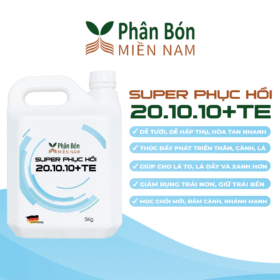 Phân Bón
MIỀN NAM
Phân Bón
MIỀN NAM
SUPER PHỤC HỒI
20.10.10+TE
DỄ TƯỚI, DỄ HẤP THỤ, HÒA TAN NHANH
THÚC ĐẨY PHÁT TRIỂN THÂN, CÀNH, LÁ
GIÚP CHO LÁ TO, LÁ DẦY VÀ XANH HƠN
GIẢM RỤNG TRÁI NON, GIỮ TRÁI BỀN
MỌC CHỒI MỚI, ĐÂM CÀNH, NHÁNH MẠNH
SUPER PHỤC HỒI
20.10.10+TE
5Kg